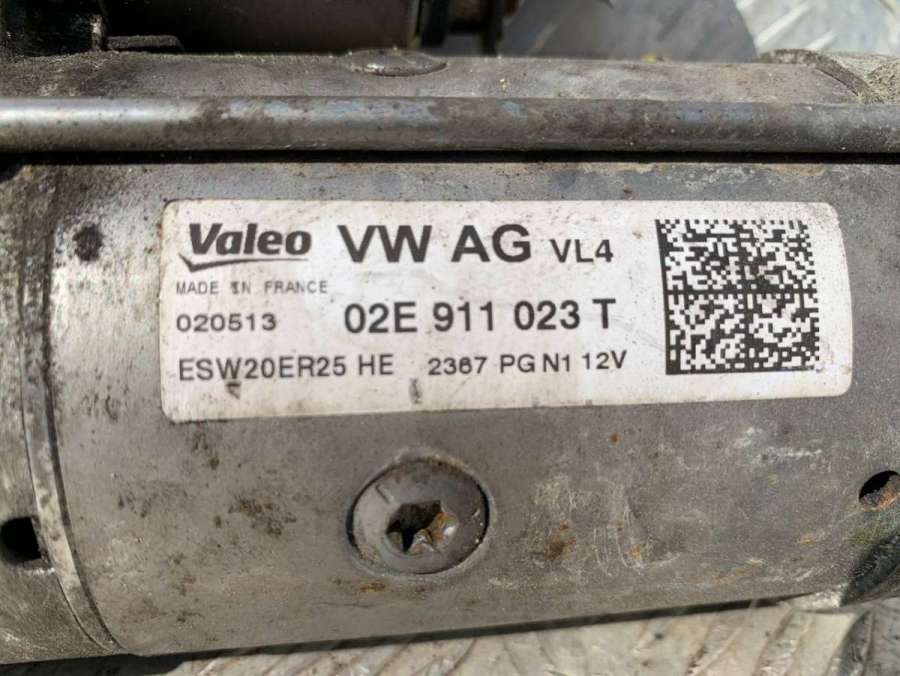 Valeo VW AG VL4
MADE IN FRANCE
020513 02E 911 023 T
ESW20ER25 HE 2367 PG N1 12V